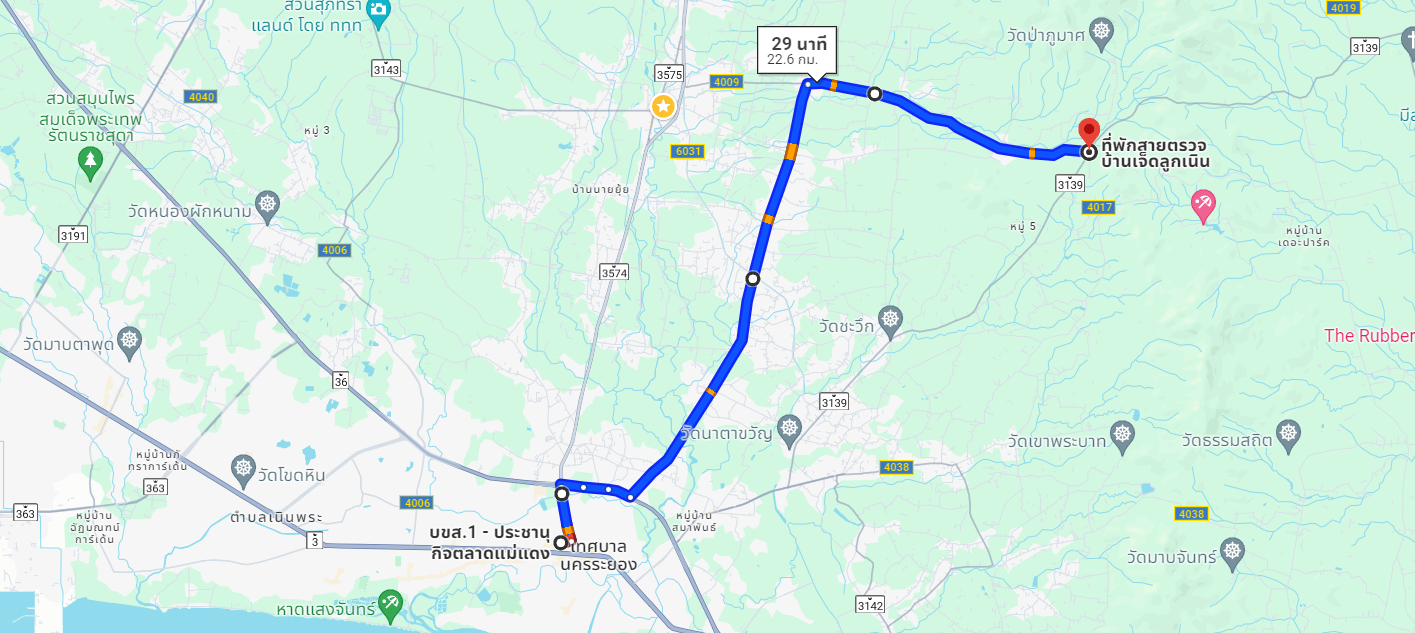 สวนสุภัทรา
แลนด์ โดย ททท
4019
วัดป่าภูมาศ
3139
29 นาที
22.6 กม.
3143
3575
4009
สวนสมุนไพร
สมเด็จพระเทพ
รัตนราชสุดา
4040
หมู่ 3
6031
ที่พักสายตรวจ
บ้านเจ็ดลูกเนิน
บ้านนายยุ้ย
3139
4017
วัดหนองผักหนาม
3191
4006
หมู่ 5
หมู่บ้าน
เดอะปาร์ค
3574
วัดชะวึก
วัดมาบตาพุด
The Rubber
36
3139
วัดนาตาขวัญ
วัดเขาพระบาท
วัดธรรมสถิต
วัดโขดหิน
363
4038
4006
363
ตำบลเนินพระ
หมู่บ้าน
สมาพันธ์
4038
3
บขส.1 - ประชานุ
กิจตลาดแม่แดง
เทศบาล
นครระยอง
วัดมาบจันทร์
หาดแสงจันทร์
3142